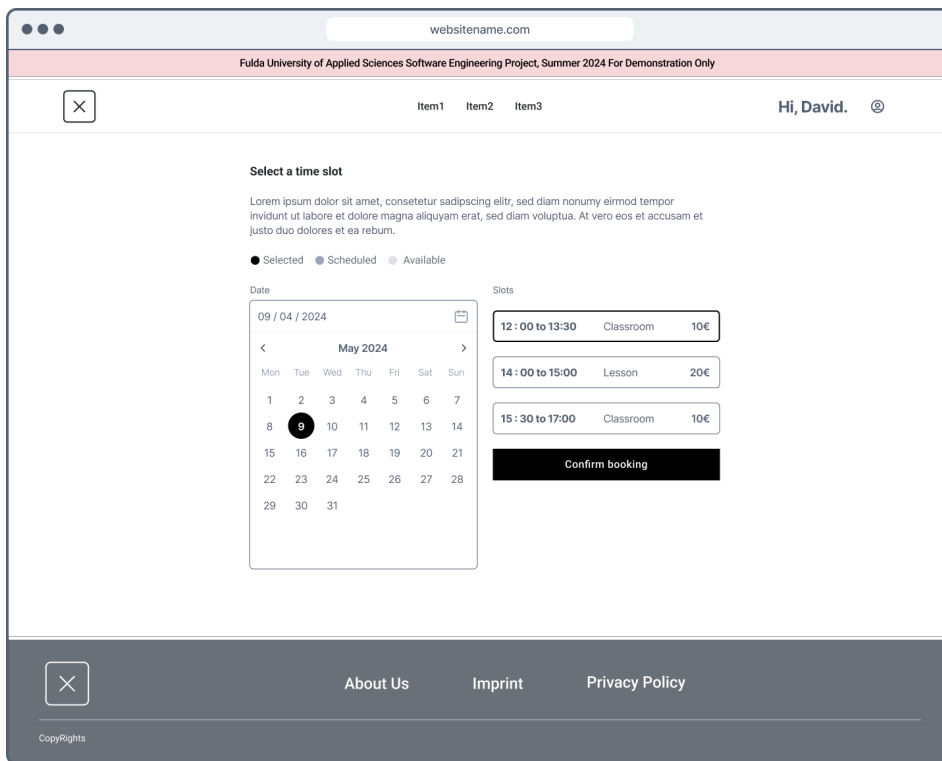 websitename.com
Fulda University of Applied Sciences Software Engineering Project, Summer 2024 For Demonstration Only
Item1 Item2 Item3
Hi, David.
Select a time slot
Lorem ipsum dolor sit amet, consetetur sadipscing elitr, sed diam nonumy eirmod tempor
invidunt ut labore et dolore magna aliquyam erat, sed diam voluptua. At vero eos et accusam et
justo duo dolores et ea rebum.
Selected Scheduled Available
Date
09 / 04 / 2024
May 2024
Mon Tue Wed Thu Fri Sat Sun
1 2 3 4 5 6 7
8 9 10 11 12 13 14
15 16 17 18 19 20 21
22 23 24 25 26 27 28
29 30 31
Slots
12 : 00 to 13:30 Classroom 10€
14 : 00 to 15:00 Lesson 20€
15 : 30 to 17:00 Classroom 10€
Confirm booking
About Us Imprint Privacy Policy
CopyRights